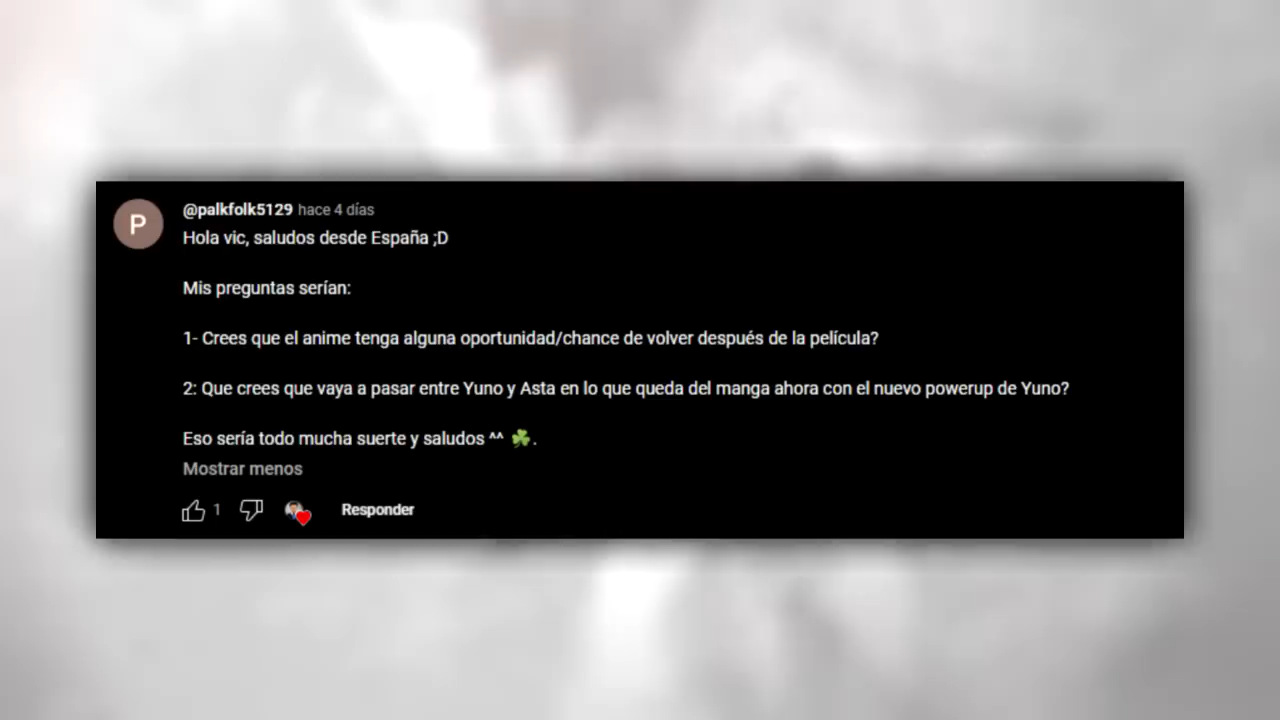 P
@palkfolk5129 hace 4 días
Hola vic, saludos desde España ;D
Mis preguntas serían:
1- Crees que el anime tenga alguna oportunidad/chance de volver después de la película?
2: Que crees que vaya a pasar entre Yuno y Asta en lo que queda del manga ahora con el nuevo powerup de Yuno?
Eso sería todo mucha suerte y saludos ^^ ☘️.
Mostrar menos
1 Responder